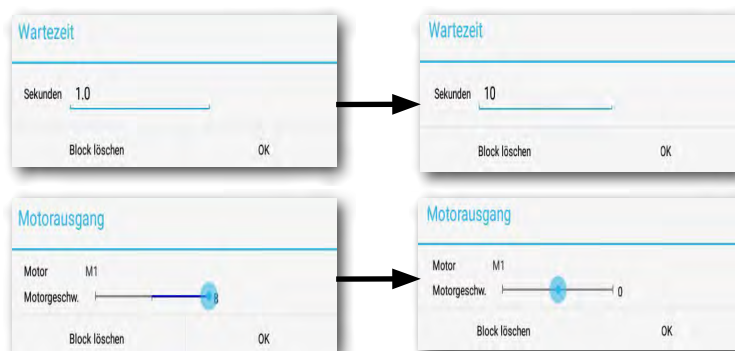 Wartezeit
Sekunden 1.0
Block löschen OK
Wartezeit
Sekunden 10
Block löschen OK
Motorausgang
Motor M1
Motorgeschw. 8
Block löschen OK
Motorausgang
Motor M1
Motorgeschw. 0
Block löschen OK